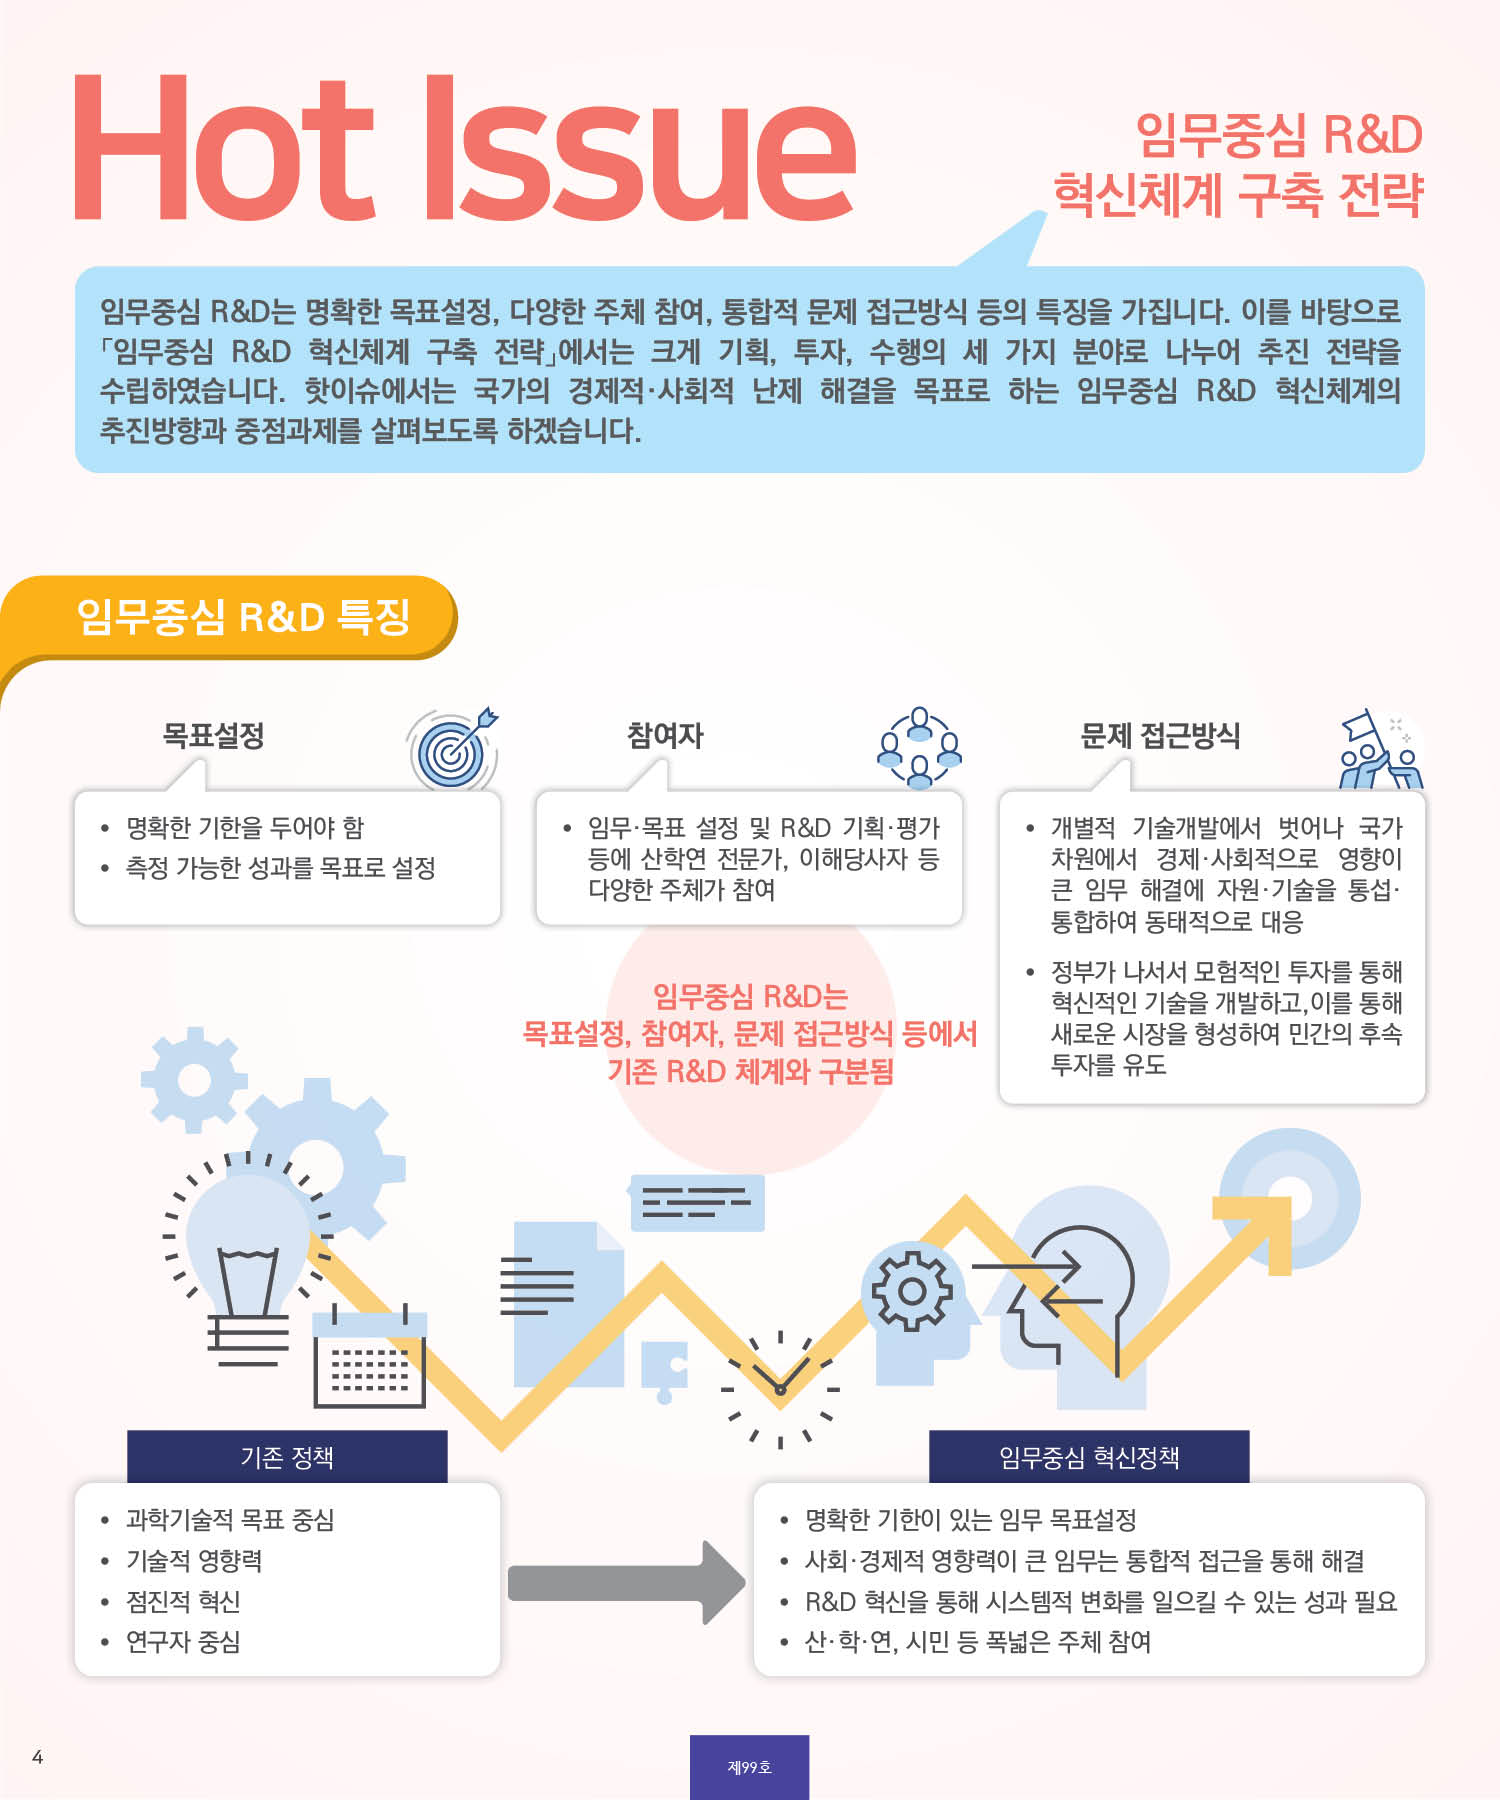 Hot Issue
임무중심 R&D
혁신체계 구축 전략
임무중심 R&D는 명확한 목표설정, 다양한 주체 참여, 통합적 문제 접근방식 등의 특징을 가집니다. 이를 바탕으로
「임무중심 R&D 혁신체계 구축 전략」에서는 크게 기획, 투자, 수행의 세 가지 분야로 나누어 추진 전략을
수립하였습니다. 핫이슈에서는 국가의 경제적·사회적 난제 해결을 목표로 하는 임무중심 R&D 혁신체계의
추진방향과 중점과제를 살펴보도록 하겠습니다.
임무중심 R&D 특징
목표설정
• 명확한 기한을 두어야 함
• 측정 가능한 성과를 목표로 설정
참여자
• 임무·목표 설정 및 R&D 기획·평가
등에 산학연 전문가, 이해당사자 등
다양한 주체가 참여
문제 접근방식
• 개별적 기술개발에서 벗어나 국가
차원에서 경제·사회적으로 영향이
큰 임무 해결에 자원·기술을 통섭·
통합하여 동태적으로 대응
• 정부가 나서서 모험적인 투자를 통해
혁신적인 기술을 개발하고,이를 통해
새로운 시장을 형성하여 민간의 후속
투자를 유도
임무중심 R&D는
목표설정, 참여자, 문제 접근방식 등에서
기존 R&D 체계와 구분됨
기존 정책
• 과학기술적 목표 중심
• 기술적 영향력
• 점진적 혁신
• 연구자 중심
임무중심 혁신정책
• 명확한 기한이 있는 임무 목표설정
• 사회·경제적 영향력이 큰 임무는 통합적 접근을 통해 해결
• R&D 혁신을 통해 시스템적 변화를 일으킬 수 있는 성과 필요
• 산·학·연, 시민 등 폭넓은 주체 참여
4
제99호